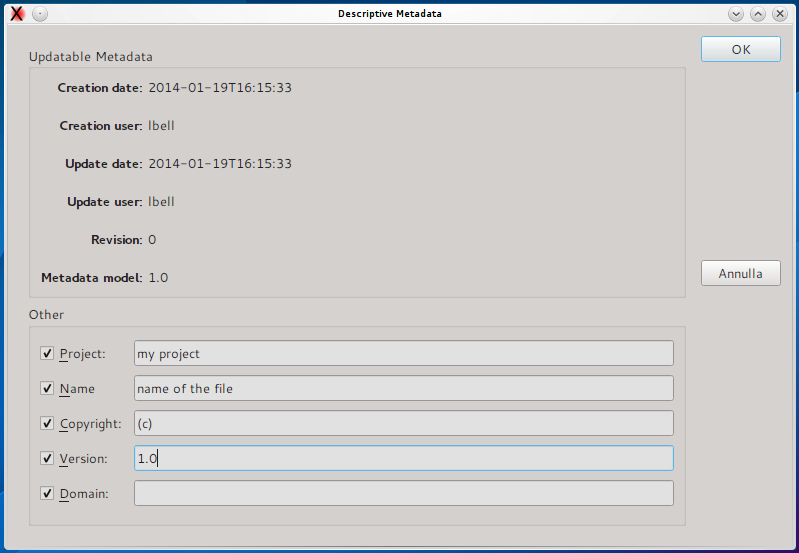 Descriptive Metadata
OK
Updatable Metadata
Creation date: 2014-01-19T16:15:33
Creation user: lbell
Update date: 2014-01-19T16:15:33
Update user: lbell
Revision: 0
Metadata model: 1.0
Annulla
Other
Project: my project
Name name of the file
Copyright: (c)
Version: 1.0
Domain: